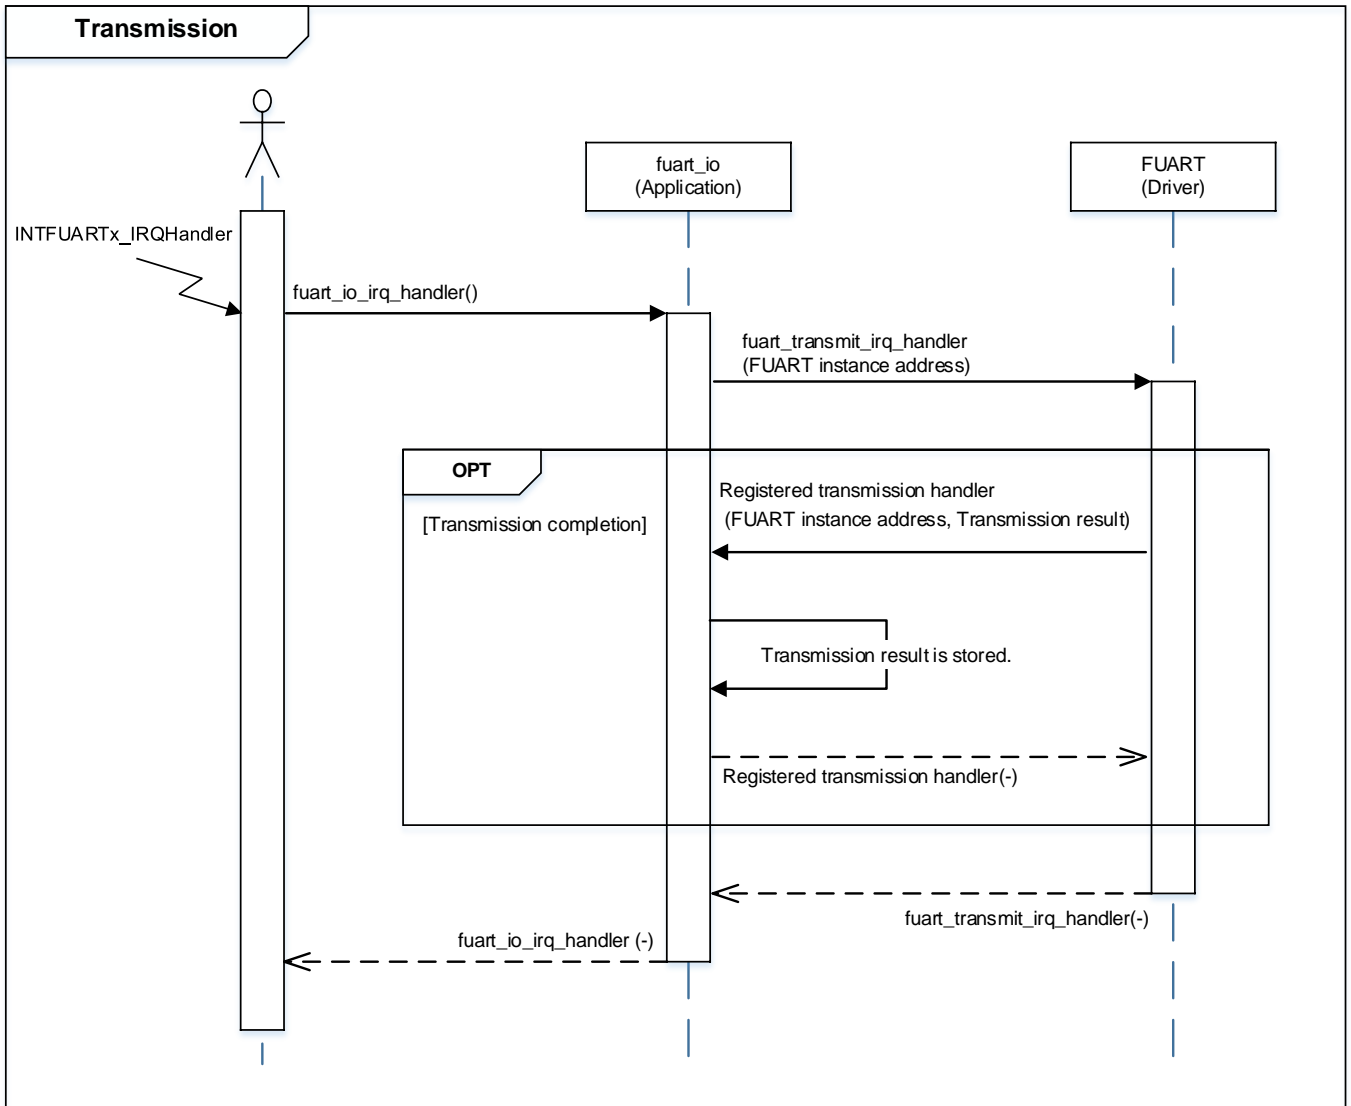 Transmission
fuart_io
(Application)
FUART
(Driver)
INTFUARTx_IRQHandler
fuart_io_irq_handler()
fuart_transmit_irq_handler
(FUART instance address)
OPT
[Transmission completion]
Registered transmission handler
(FUART instance address, Transmission result)
Transmission result is stored.
Registered transmission handler(-)
fuart_transmit_irq_handler(-)
fuart_io_irq_handler (-)